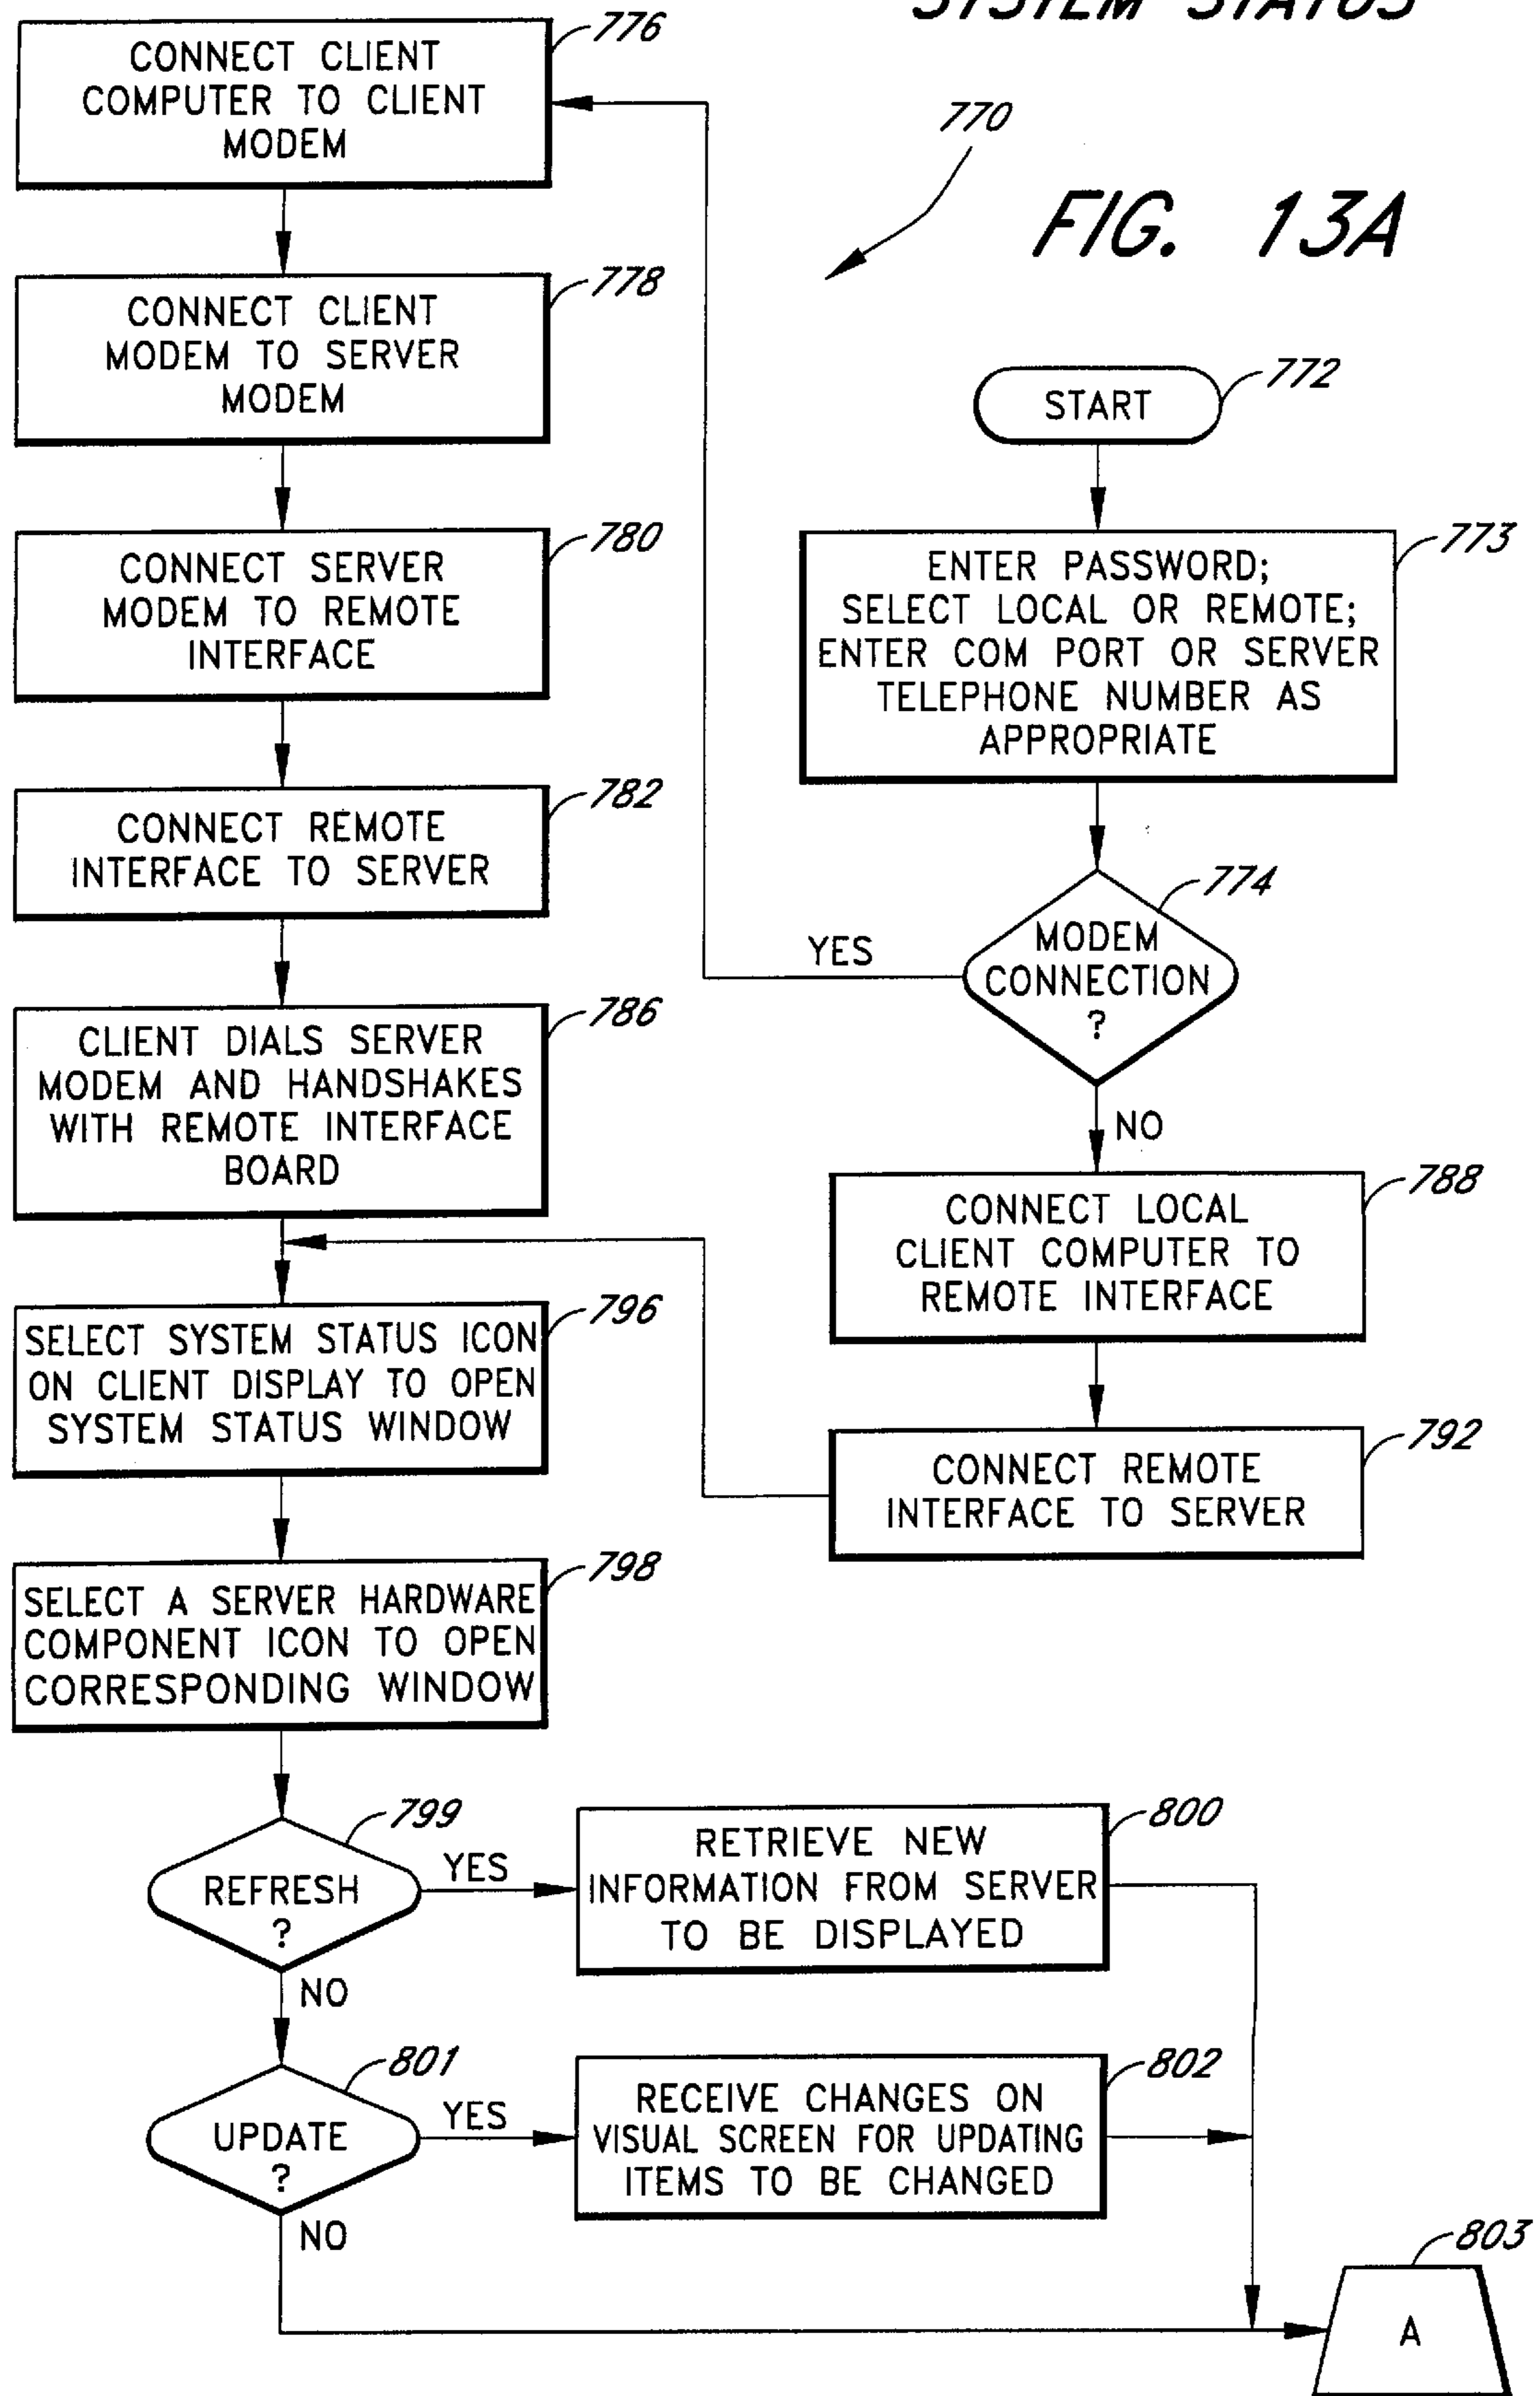 SYSTEM STATUS
770
FIG. 13A
776
CONNECT CLIENT
COMPUTER TO CLIENT
MODEM
778
CONNECT CLIENT
MODEM TO SERVER
MODEM
780
CONNECT SERVER
MODEM TO REMOTE
INTERFACE
782
CONNECT REMOTE
INTERFACE TO SERVER
786
CLIENT DIALS SERVER
MODEM AND HANDSHAKES
WITH REMOTE INTERFACE
BOARD
796
SELECT SYSTEM STATUS ICON
ON CLIENT DISPLAY TO OPEN
SYSTEM STATUS WINDOW
798
SELECT A SERVER HARDWARE
COMPONENT ICON TO OPEN
CORRESPONDING WINDOW
772
START
773
ENTER PASSWORD;
SELECT LOCAL OR REMOTE;
ENTER COM PORT OR SERVER
TELEPHONE NUMBER AS
APPROPRIATE
774
MODEM
CONNECTION
?
YES
NO
788
CONNECT LOCAL
CLIENT COMPUTER TO
REMOTE INTERFACE
792
CONNECT REMOTE
INTERFACE TO SERVER
799
REFRESH
?
YES
NO
800
RETRIEVE NEW
INFORMATION FROM SERVER
TO BE DISPLAYED
801
UPDATE
?
YES
NO
802
RECEIVE CHANGES ON
VISUAL SCREEN FOR UPDATING
ITEMS TO BE CHANGED
803
A